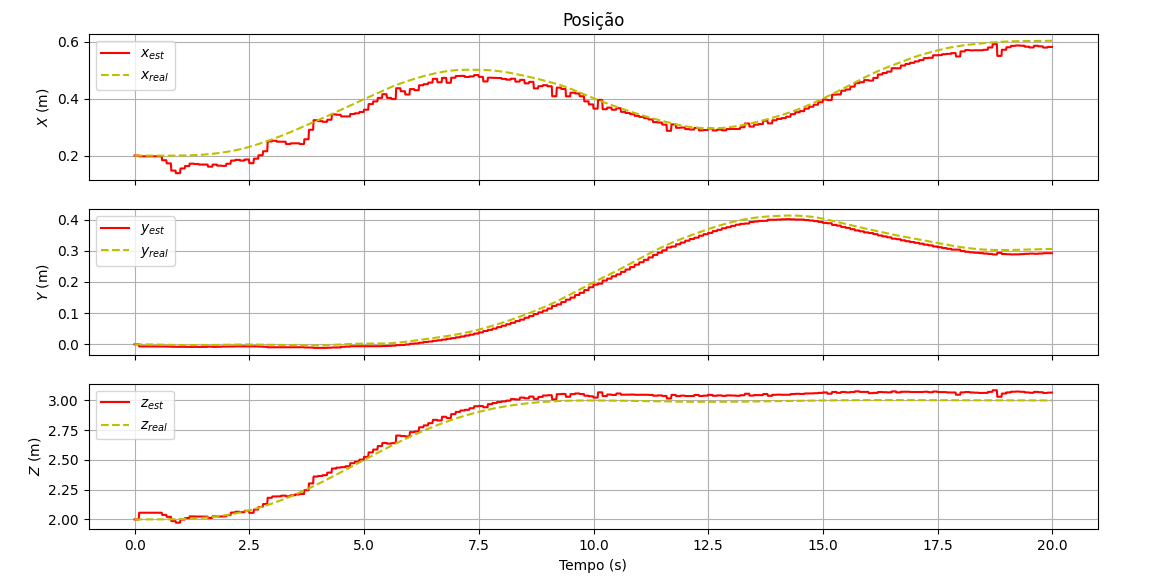 Posição
X (m)
0.6
0.4
0.2
x_est
x_real
Y (m)
0.4
0.3
0.2
0.1
0.0
y_est
y_real
Z (m)
3.00
2.75
2.50
2.25
2.00
z_est
z_real
0.0 2.5 5.0 7.5 10.0 12.5 15.0 17.5 20.0
Tempo (s)